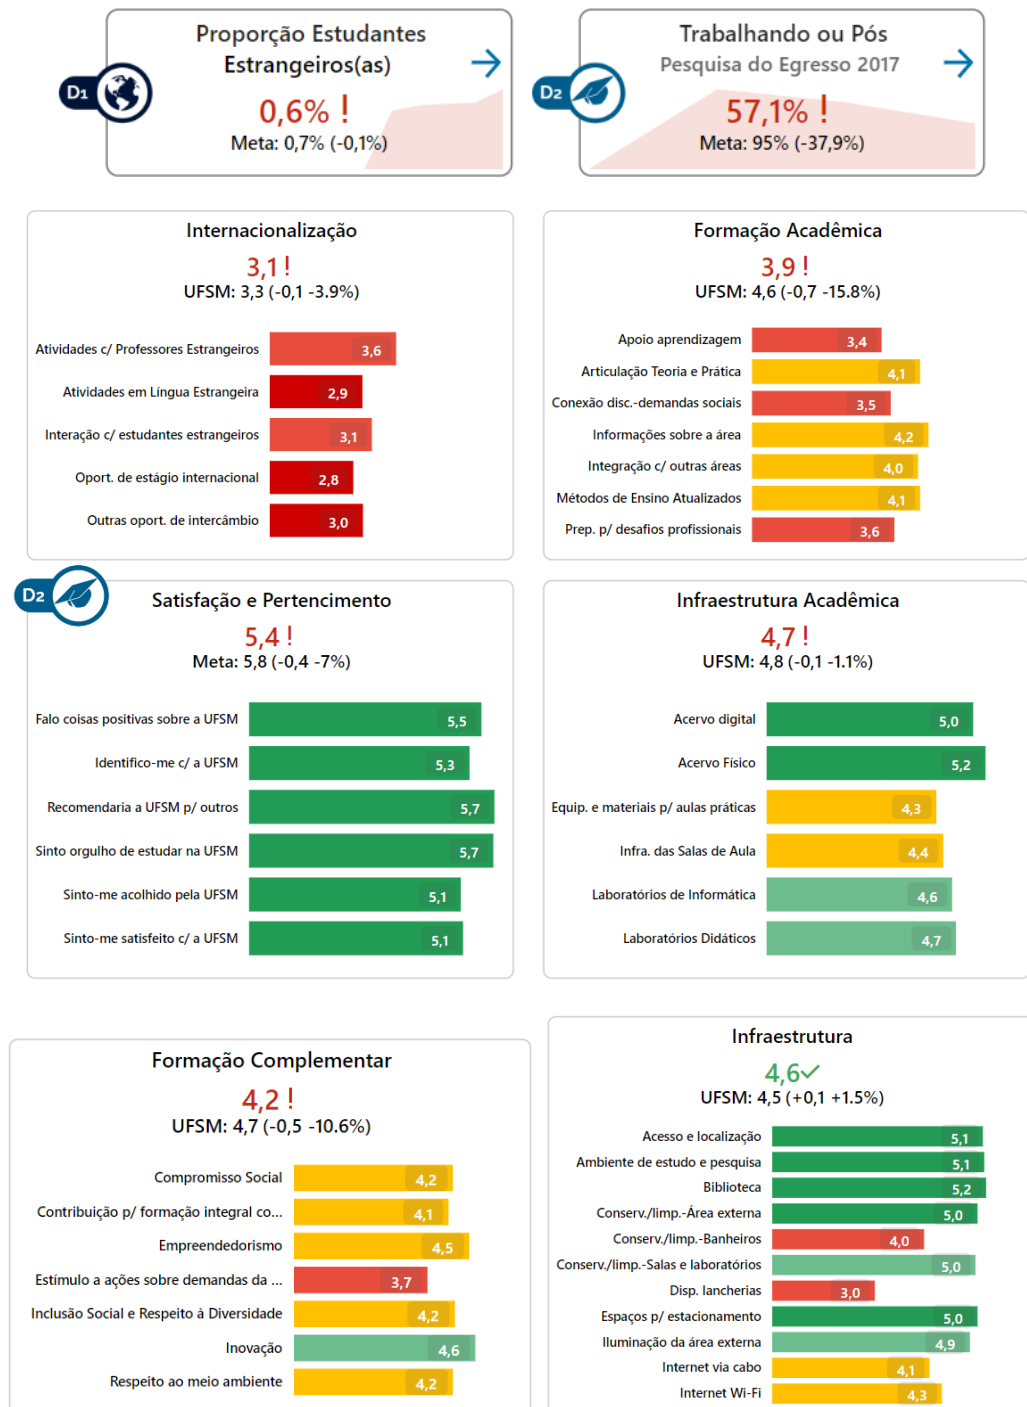 Proporção Estudantes
Estrangeiros(as)
D1
0,6% !
Meta: 0,7% (-0,1%)
Trabalhando ou Pós
Pesquisa do Egresso 2017
D2
57,1% !
Meta: 95% (-37,9%)
Internacionalização
3,1 !
UFSM: 3,3 (-0,1 -3.9%)
Atividades c/ Professores Estrangeiros 3,6
Atividades em Língua Estrangeira 2,9
Interação c/ estudantes estrangeiros 3,1
Oport. de estágio internacional 2,8
Outras oport. de intercâmbio 3,0
Formação Acadêmica
3,9 !
UFSM: 4,6 (-0,7 -15.8%)
Apoio aprendizagem 3,4
Articulação Teoria e Prática 4,1
Conexão disc.-demandas sociais 3,5
Informações sobre a área 4,2
Integração c/ outras áreas 4,0
Métodos de Ensino Atualizados 4,1
Prep. p/ desafios profissionais 3,6
D2
Satisfação e Pertencimento
5,4 !
Meta: 5,8 (-0,4 -7%)
Falo coisas positivas sobre a UFSM 5,5
Identifico-me c/ a UFSM 5,3
Recomendaria a UFSM p/ outros 5,7
Sinto orgulho de estudar na UFSM 5,7
Sinto-me acolhido pela UFSM 5,1
Sinto-me satisfeito c/ a UFSM 5,1
Infraestrutura Acadêmica
4,7 !
UFSM: 4,8 (-0,1 -1.1%)
Acervo digital 5,0
Acervo Físico 5,2
Equip. e materiais p/ aulas práticas 4,3
Infra. das Salas de Aula 4,4
Laboratórios de Informática 4,6
Laboratórios Didáticos 4,7
Formação Complementar
4,2 !
UFSM: 4,7 (-0,5 -10.6%)
Compromisso Social 4,2
Contribuição p/ formação integral co... 4,1
Empreendedorismo 4,5
Estímulo a ações sobre demandas da ... 3,7
Inclusão Social e Respeito à Diversidade 4,2
Inovação 4,6
Respeito ao meio ambiente 4,2
Infraestrutura
4,6✓
UFSM: 4,5 (+0,1 +1.5%)
Acesso e localização 5,1
Ambiente de estudo e pesquisa 5,1
Biblioteca 5,2
Conserv./limp.-Área externa 5,0
Conserv./limp.-Banheiros 4,0
Conserv./limp.-Salas e laboratórios 5,0
Disp. lancherias 3,0
Espaços p/ estacionamento 5,0
Iluminação da área externa 4,9
Internet via cabo 4,1
Internet Wi-Fi 4,3